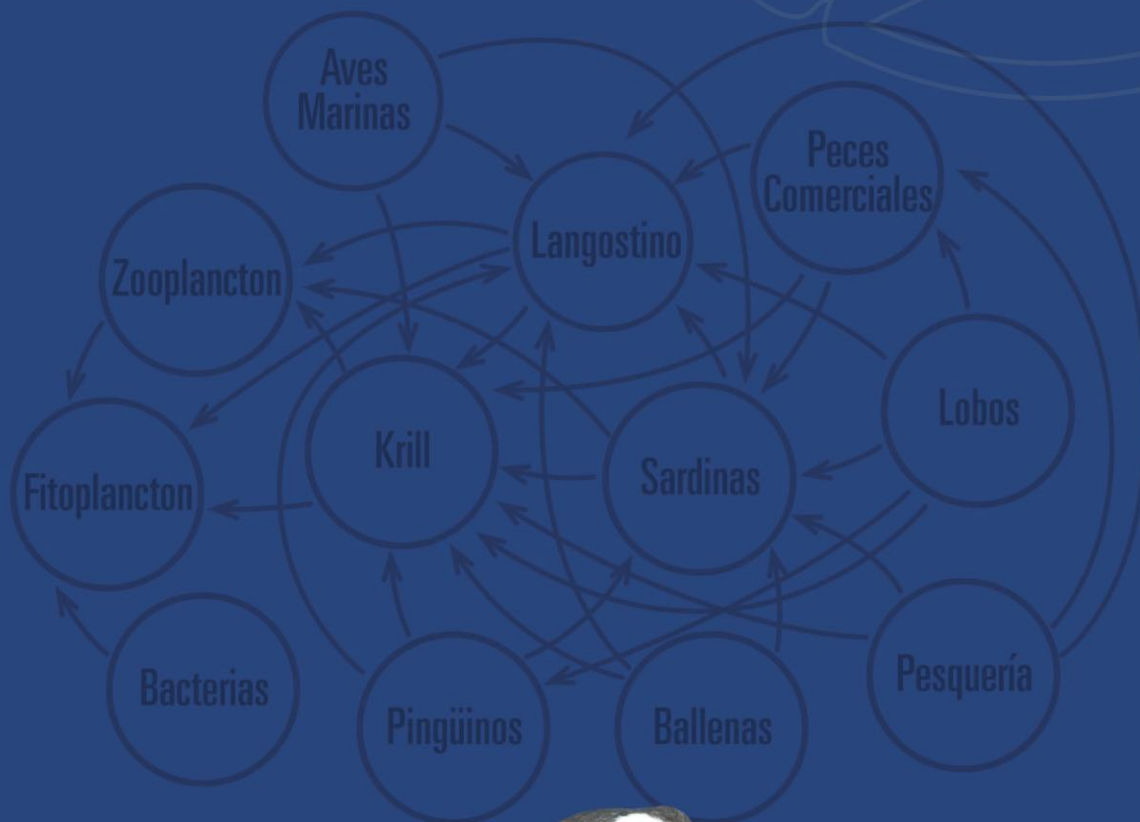 Aves
Marinas
Peces
Comerciales
Langostino
Zooplancton
Lobos
Krill
Sardinas
Fitoplancton
Bacterias
Pingüinos
Ballenas
Pesquería